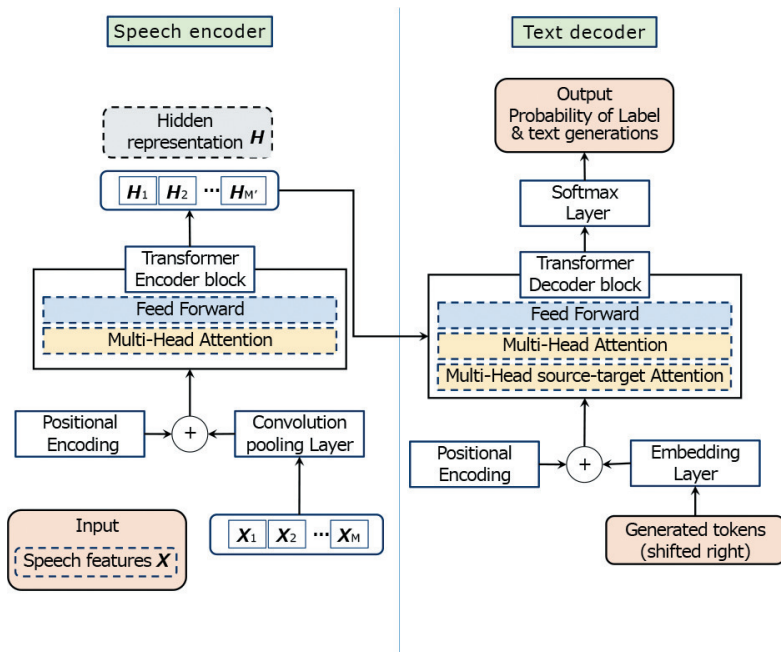 Speech encoder
Hidden
representation H
H1 H2 ··· HM'
Transformer
Encoder block
Feed Forward
Multi-Head Attention
Positional
Encoding
+
Convolution
pooling Layer
Input
Speech features X
X1 X2 ··· XM
Text decoder
Output
Probability of Label
& text generations
Softmax
Layer
Transformer
Decoder block
Feed Forward
Multi-Head Attention
Multi-Head source-target Attention
Positional
Encoding
+
Embedding
Layer
Generated tokens
(shifted right)